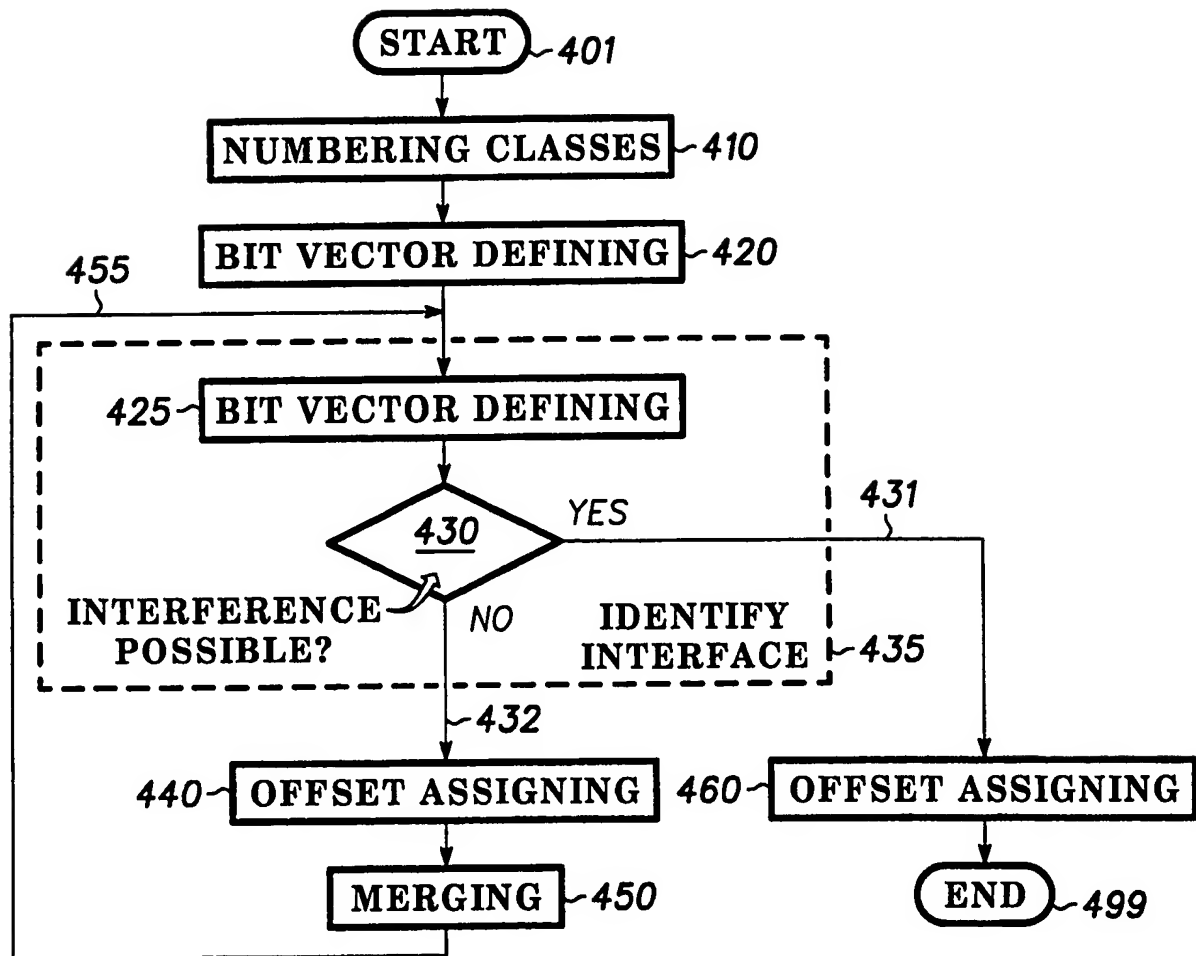 START
401
NUMBERING CLASSES
410
BIT VECTOR DEFINING
420
455
425
BIT VECTOR DEFINING
430
YES
431
INTERFERENCE
POSSIBLE?
NO
IDENTIFY
INTERFACE
435
432
440
OFFSET ASSIGNING
460
OFFSET ASSIGNING
MERGING
450
END
499